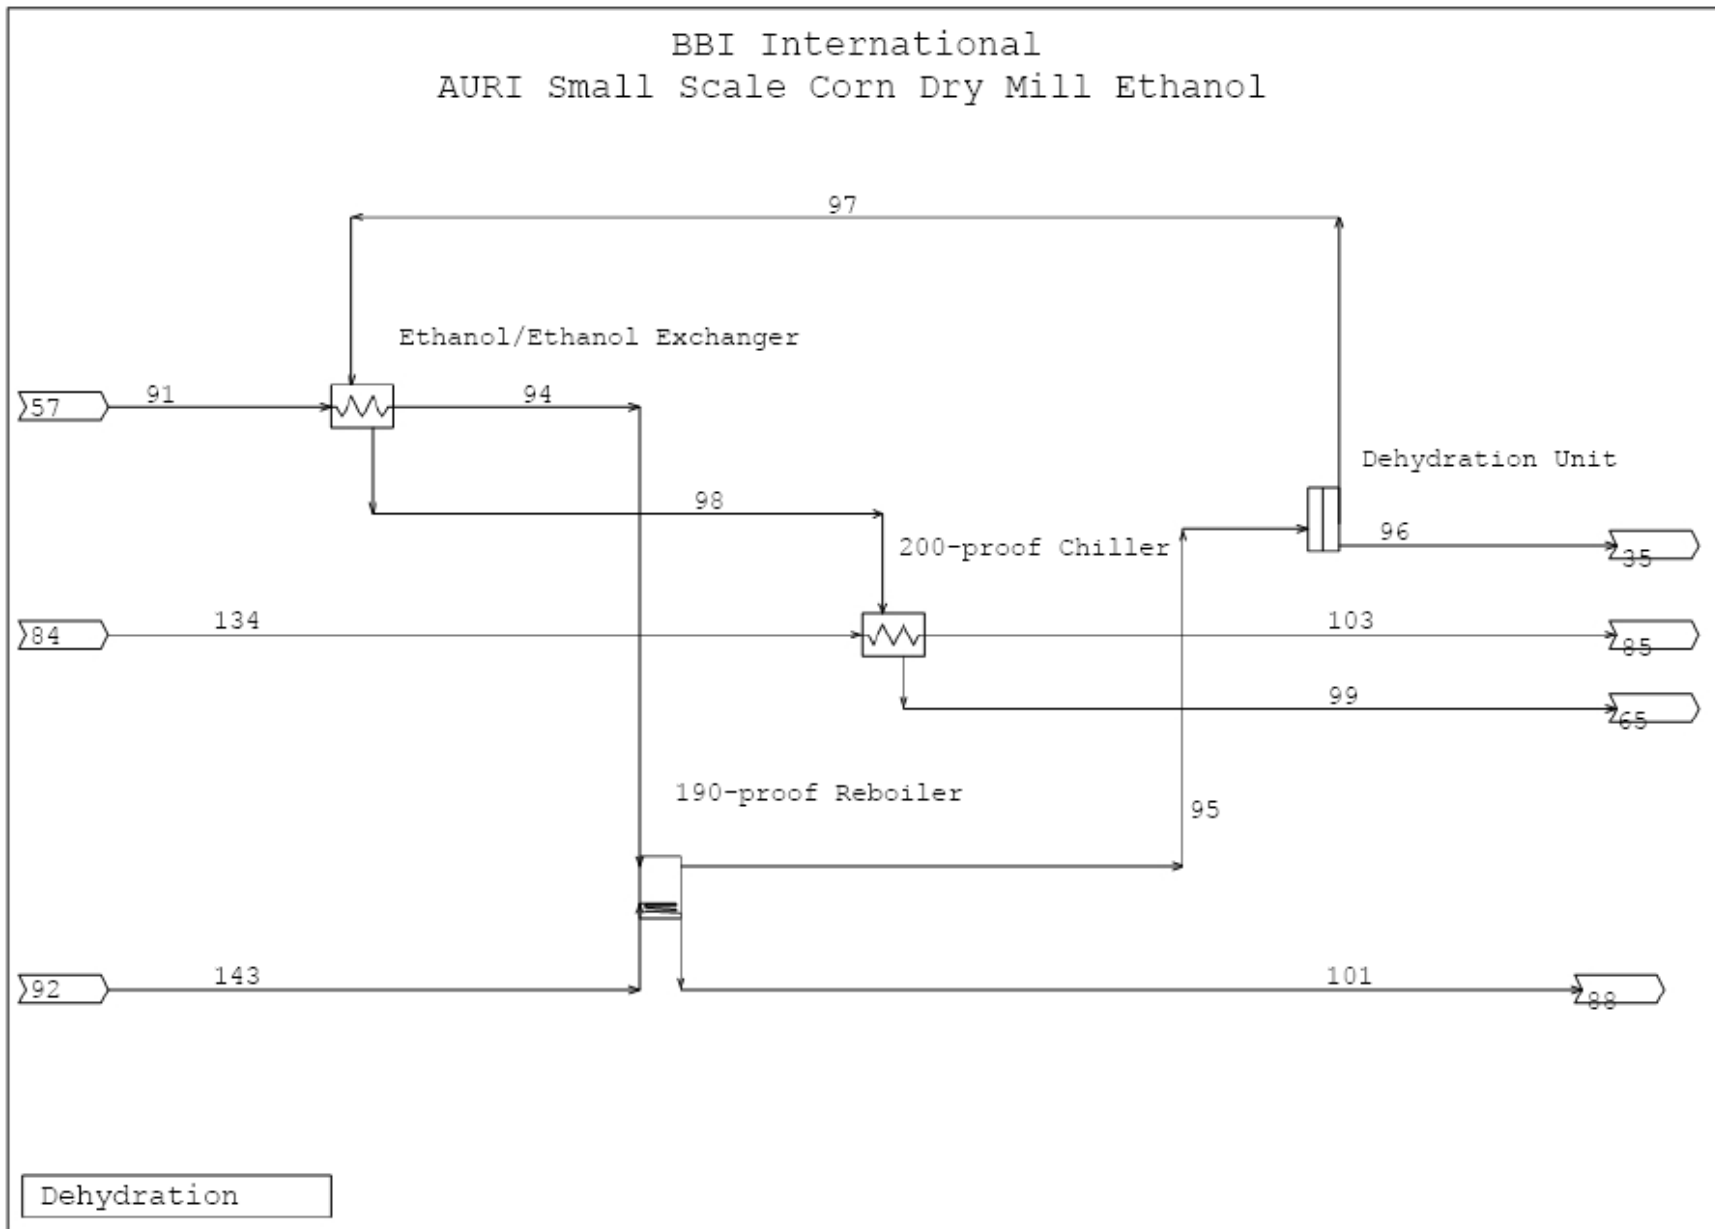 BBI International
AURI Small Scale Corn Dry Mill Ethanol
97
Ethanol/Ethanol Exchanger
57
91
94
Dehydration Unit
98
200-proof Chiller
96
35
84
134
103
85
99
65
190-proof Reboiler
95
92
143
101
88
Dehydration